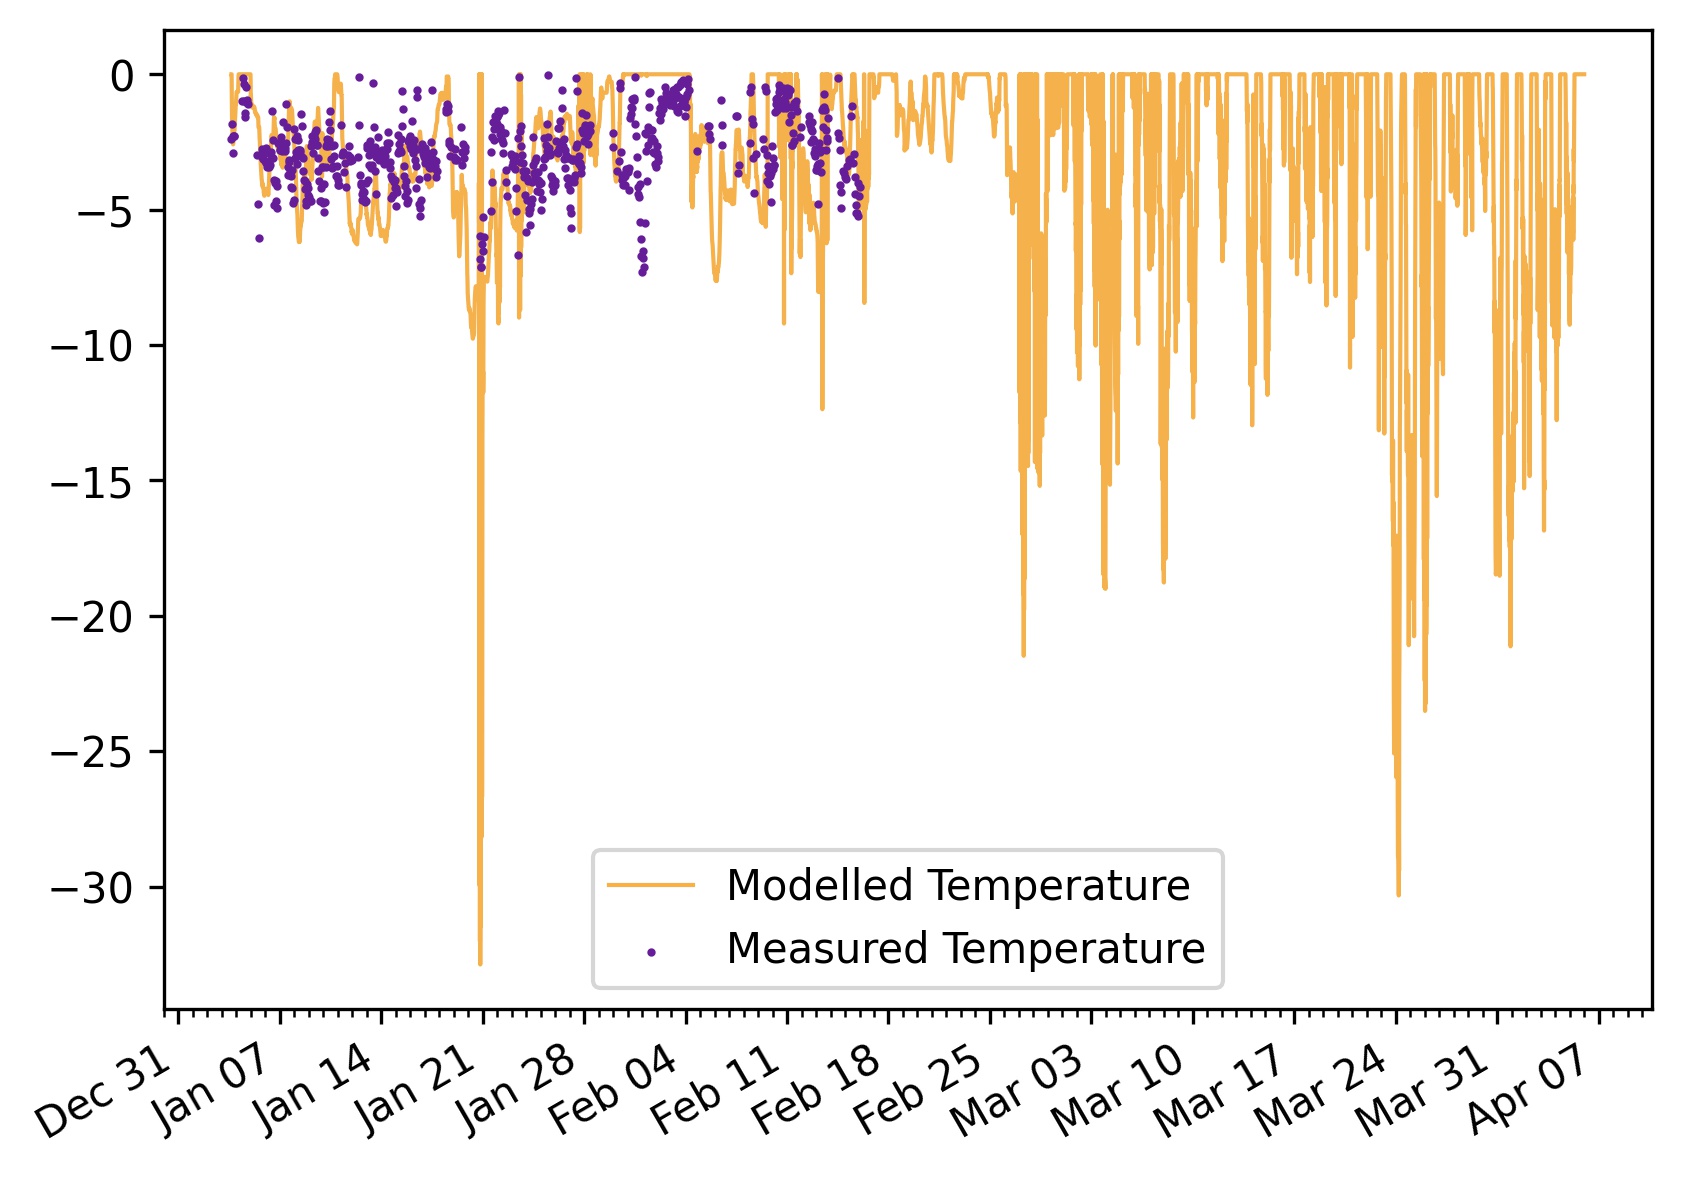 0
−5
−10
−15
−20
−25
−30
Modelled Temperature
Measured Temperature
Dec 31
Jan 07
Jan 14
Jan 21
Jan 28
Feb 04
Feb 11
Feb 18
Feb 25
Mar 03
Mar 10
Mar 17
Mar 24
Mar 31
Apr 07